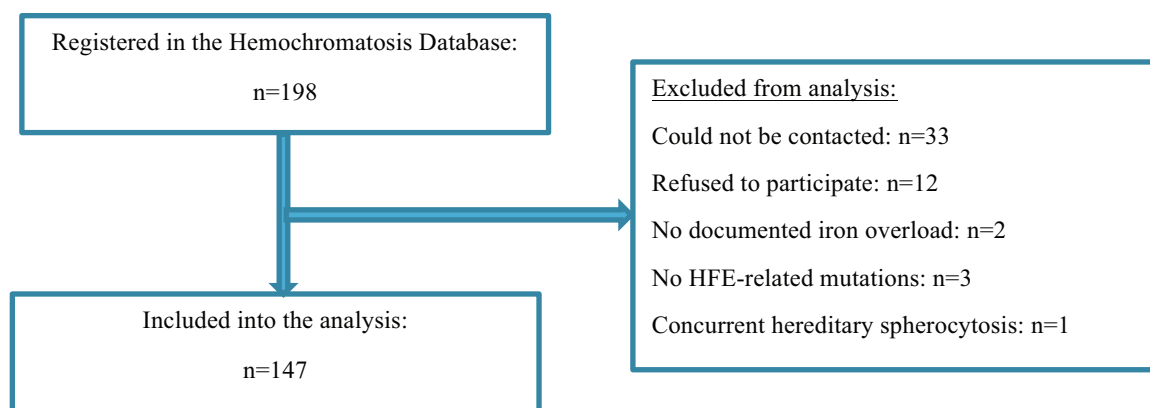 Registered in the Hemochromatosis Database:
n=198
Excluded from analysis:
Could not be contacted: n=33
Refused to participate: n=12
No documented iron overload: n=2
No HFE-related mutations: n=3
Concurrent hereditary spherocytosis: n=1
Included into the analysis:
n=147